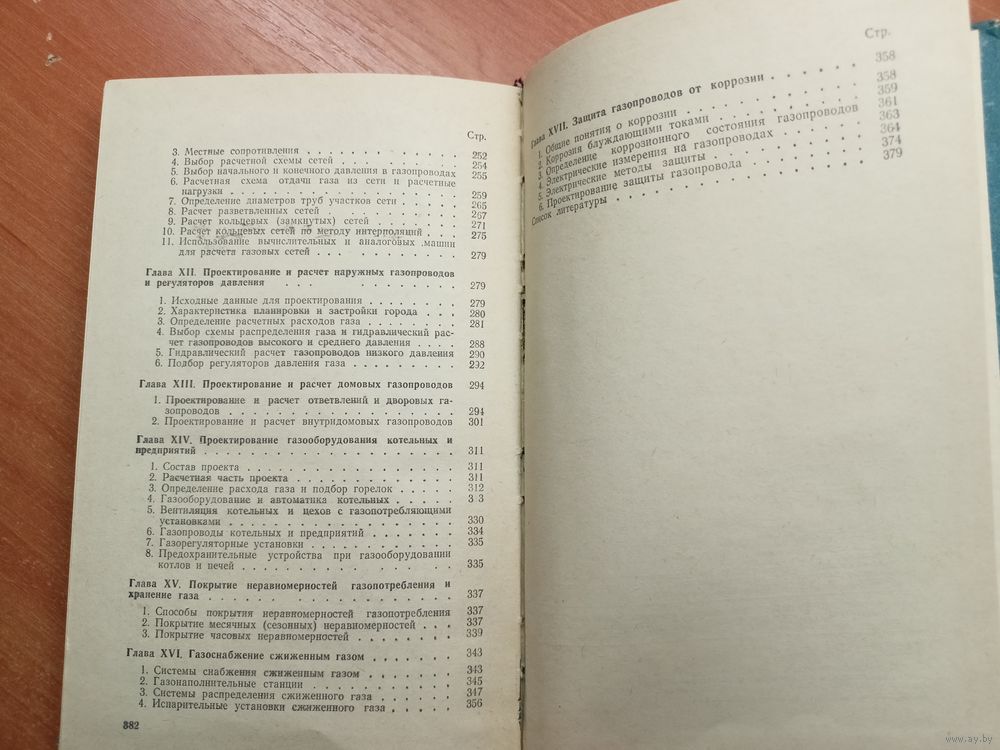 Стр.
3. Местные сопротивления . . . . . . . . . . . 252
4. Выбор расчетной схемы сетей . . . . . . . . 254
5. Выбор начального и конечного давления в газопроводах 255
6. Расчетная схема отдачи газа из сети и расчетные
нагрузки . . . . . . . . . . . . . . . 259
7. Определение диаметров труб участков сети . . . . 265
8. Расчет разветвленных сетей . . . . . . . . . 267
9. Расчет кольцевых (замкнутых) сетей . . . . . . 271
10. Расчет кольцевых сетей по методу интерполяций . . . 275
11. Использование вычислительных и аналоговых машин
для расчета газовых сетей . . . . . . . . . 279
Глава XII. Проектирование и расчет наружных газопроводов
и регуляторов давления . . . . . . . . . 279
1. Исходные данные для проектирования . . . . . . 279
2. Характеристика планировки и застройки города . . . 280
3. Определение расчетных расходов газа . . . . . . 281
4. Выбор схемы распределения газа и гидравлический рас-
чет газопроводов высокого и среднего давления . . . . 288
5. Гидравлический расчет газопроводов низкого давления 290
6. Подбор регуляторов давления газа . . . . . . . 292
Глава XIII. Проектирование и расчет домовых газопроводов 294
1. Проектирование и расчет ответвлений и дворовых га-
зопроводов . . . . . . . . . . . . . . 294
2. Проектирование и расчет внутридомовых газопроводов 301
Глава XIV. Проектирование газооборудования котельных и
предприятий . . . . . . . . . . . . . . . 311
1. Состав проекта . . . . . . . . . . . . . 311
2. Расчетная часть проекта . . . . . . . . . . 311
3. Определение расхода газа и подбор горелок . . . . 312
4. Газооборудование и автоматика котельных . . . . 3 3
5. Вентиляция котельных и цехов с газопотребляющими
установками . . . . . . . . . . . . . . 330
6. Газопроводы котельных и предприятий . . . . . . 334
7. Газорегуляторные установки . . . . . . . . . 335
8. Предохранительные устройства при газооборудовании
котлов и печей . . . . . . . . . . . . 335
Глава XV. Покрытие неравномерностей газопотребления и
хранение газа . . . . . . . . . . . . . . 337
1. Способы покрытия неравномерностей газопотребления 337
2. Покрытие месячных (сезонных) неравномерностей . . . 337
3. Покрытие часовых неравномерностей . . . . . . 339
Глава XVI. Газоснабжение сжиженным газом . . . . . . 343
1. Системы снабжения сжиженным газом . . . . . . 343
2. Газонаполнительные станции . . . . . . . . . 345
3. Системы распределения сжиженного газа . . . . . 347
4. Испарительные установки сжиженного газа . . . . 356
382
Стр.
Глава XVII. Защита газопроводов от коррозии . . . . . . 358
1. Общие понятия о коррозии . . . . . . . . . 358
2. Коррозия блуждающими токами . . . . . . . . 359
3. Определение коррозионного состояния газопроводов 361
4. Электрические измерения на газопроводах . . . . . 363
5. Электрические методы защиты . . . . . . . . 364
6. Проектирование защиты газопровода . . . . . . 374
Список литературы . . . . . . . . . . . . . 379
www.ay.by